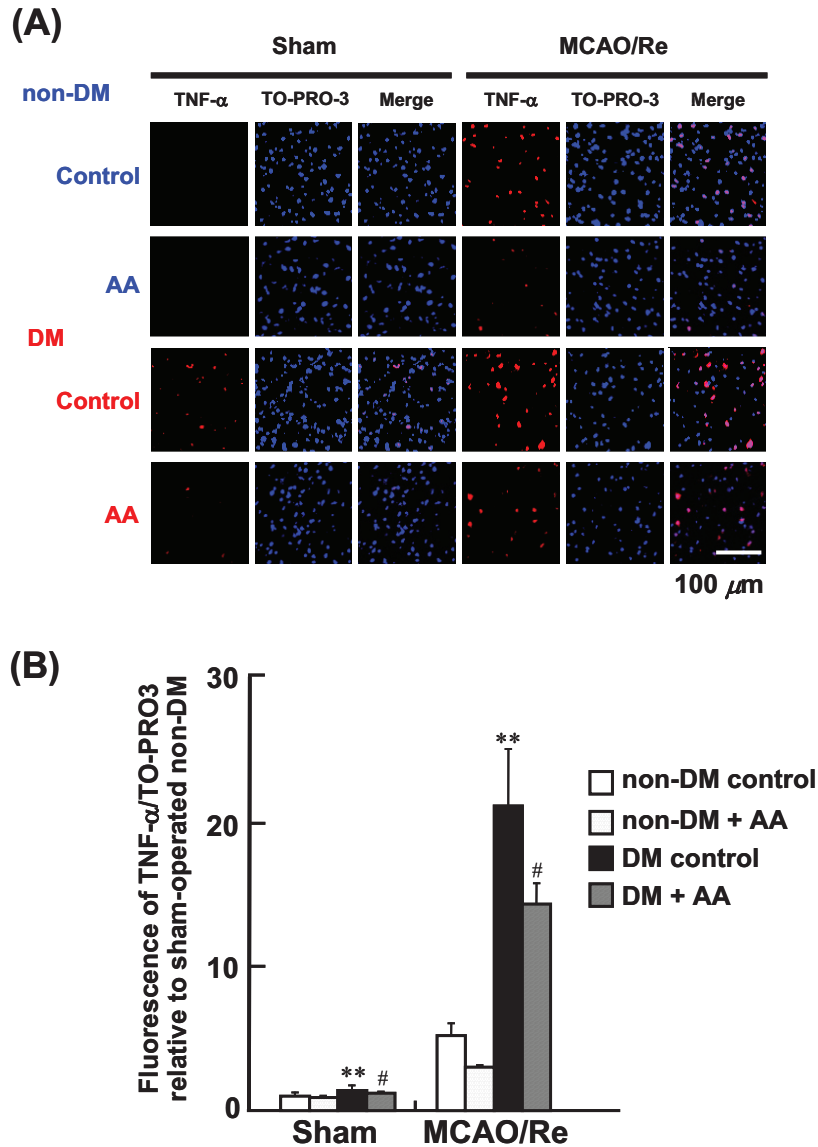 (A)
Sham MCAO/Re
non-DM TNF-α TO-PRO-3 Merge TNF-α TO-PRO-3 Merge
Control
AA
DM
Control
AA
100 μm
(B)
Fluorescence of TNF-α/TO-PRO3
relative to sham-operated non-DM
30
20
10
0
**
#
**
#
Sham MCAO/Re
non-DM control
non-DM + AA
DM control
DM + AA